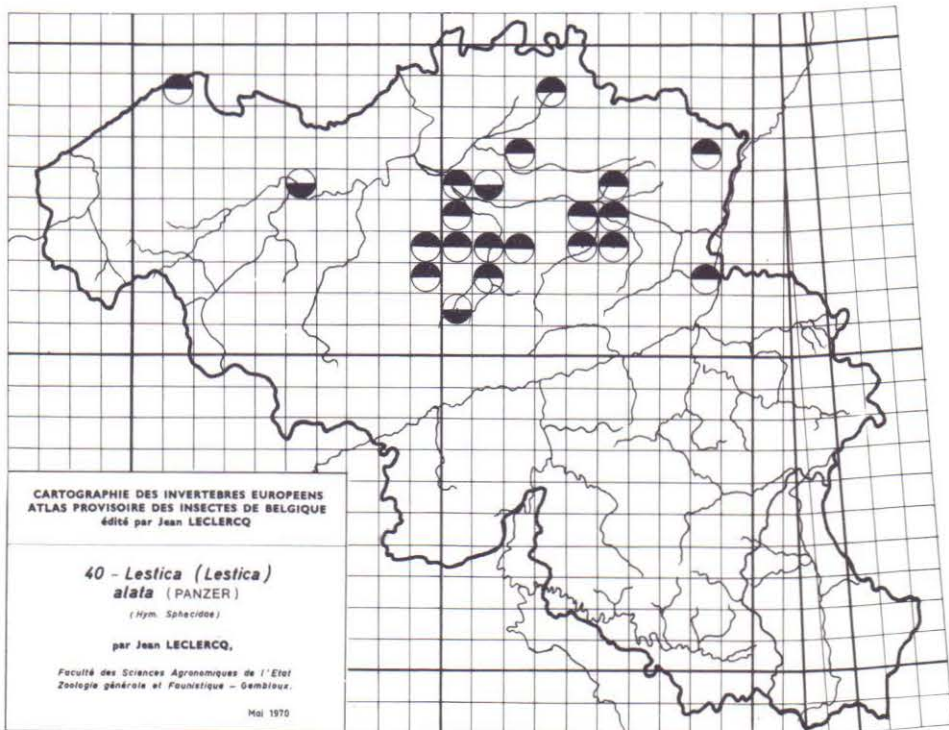 CARTOGRAPHIE DES INVERTEBRES EUROPEENS
ATLAS PROVISOIRE DES INSECTES DE BELGIQUE
édité par Jean LECLERCQ
40 - Lestica (Lestica)
alata (PANZER)
(Hym. Sphecidae)
par Jean LECLERCQ,
Faculté des Sciences Agronomiques de l'Etat
Zoologie générale et Faunistique - Gembloux.
Mai 1970